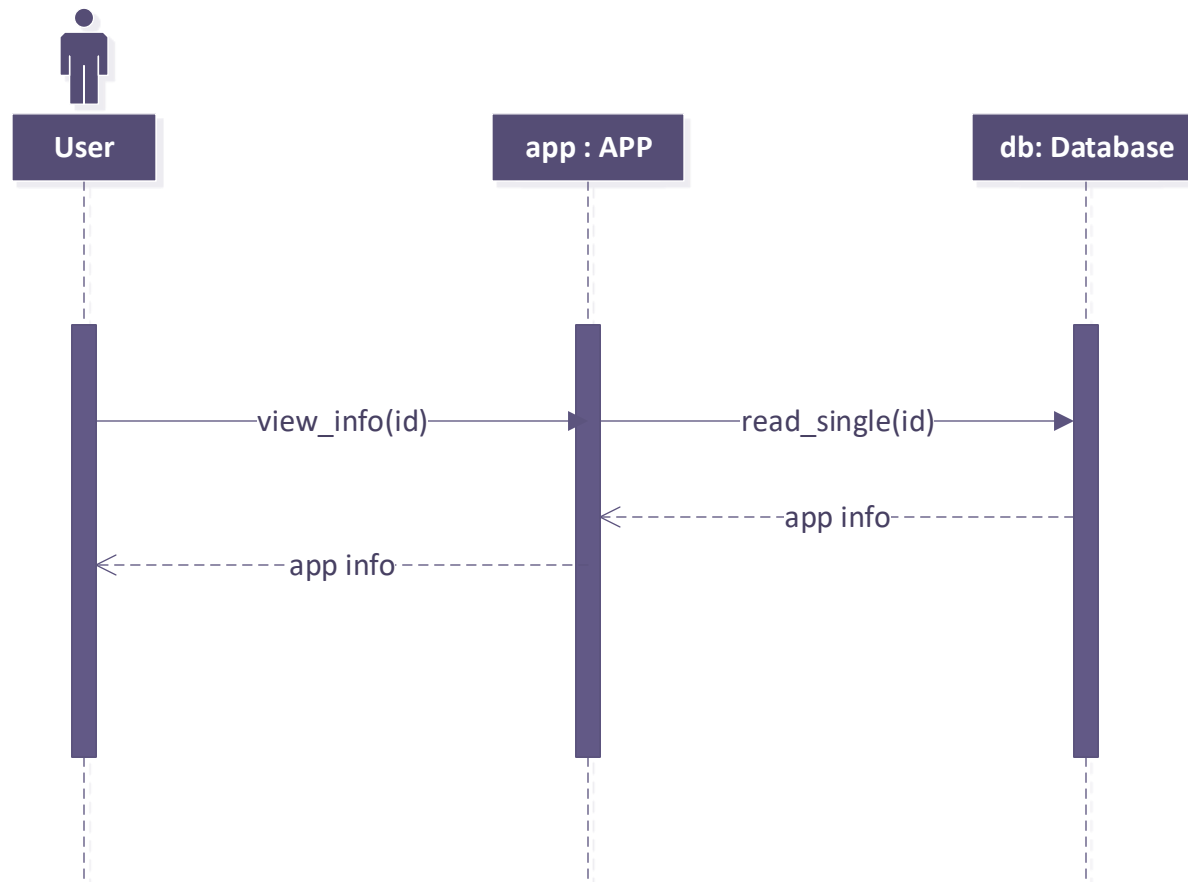 User
app : APP
db: Database
view_info(id)
read_single(id)
app info
app info